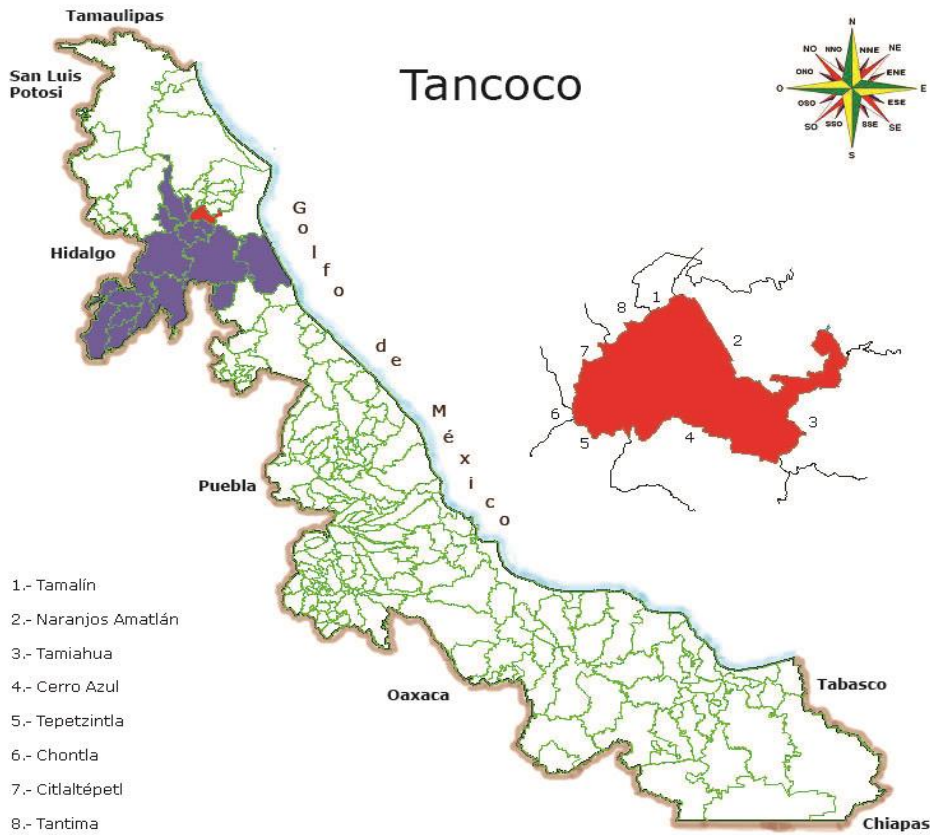 Tamaulipas
San Luis
Potosi
Tancoco
N
NNO
NNE
NO
NE
ONO
ENE
O
E
OSO
ESE
SO
SSO
SSE
SE
S
Hidalgo
Golfo de México
8
1
2
7
6
5
4
3
Puebla
1.- Tamalín
2.- Naranjos Amatlán
3.- Tamiahua
4.- Cerro Azul
5.- Tepetzintla
6.- Chontla
7.- Citlaltépetl
8.- Tantima
Oaxaca
Tabasco
Chiapas